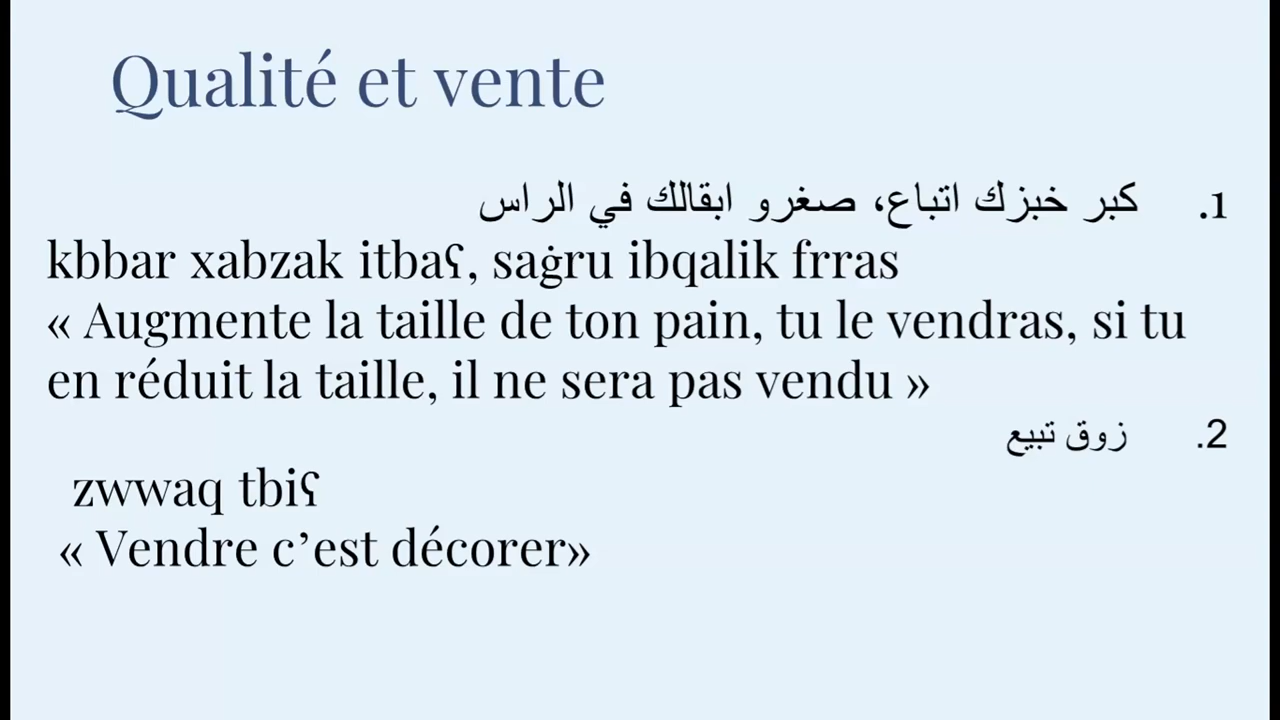 Qualité et vente
1. كبر خبزك اتباع، صغرو ابقالك في الراس
kbbar xabzak itbaʕ, saġru ibqalik frras
« Augmente la taille de ton pain, tu le vendras, si tu
en réduit la taille, il ne sera pas vendu »
2. زوق تبيع
zwwaq tbiʕ
« Vendre c’est décorer»